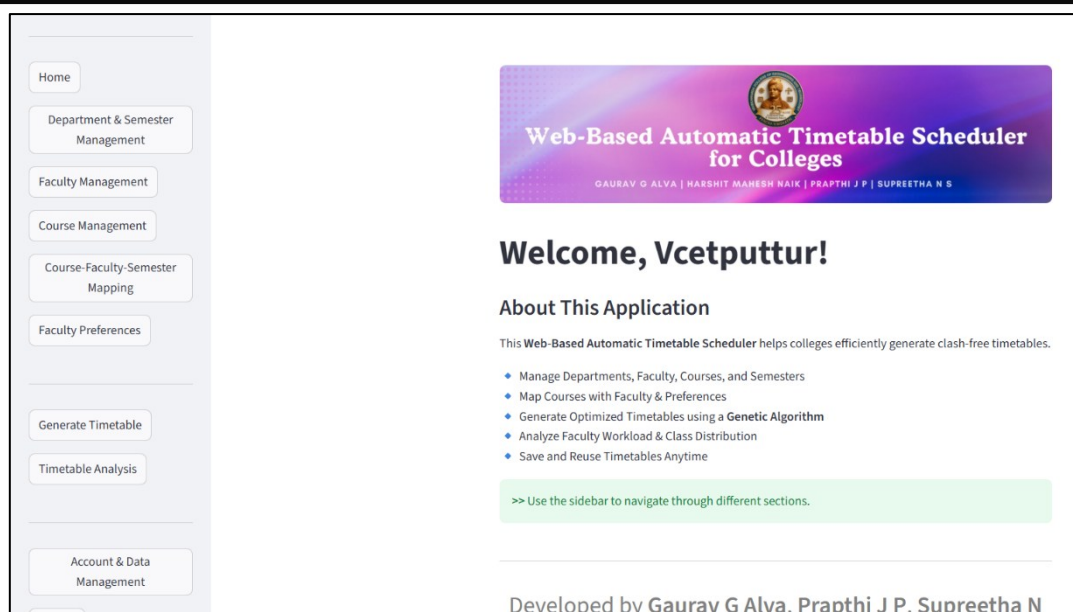 Home
Department & Semester
Management
Faculty Management
Course Management
Course-Faculty-Semester
Mapping
Faculty Preferences
Generate Timetable
Timetable Analysis
Account & Data
Management
Web-Based Automatic Timetable Scheduler
for Colleges
GAURAV G ALVA | HARSHIT MAHESH NAIK | PRAPTHI J P | SUPREETHA N S
Welcome, Vcetputtur!
About This Application
This Web-Based Automatic Timetable Scheduler helps colleges efficiently generate clash-free timetables.
Manage Departments, Faculty, Courses, and Semesters
Map Courses with Faculty & Preferences
Generate Optimized Timetables using a Genetic Algorithm
Analyze Faculty Workload & Class Distribution
Save and Reuse Timetables Anytime
>> Use the sidebar to navigate through different sections.
Developed by Gaurav G Alva, Prapthi J P, Supreetha N